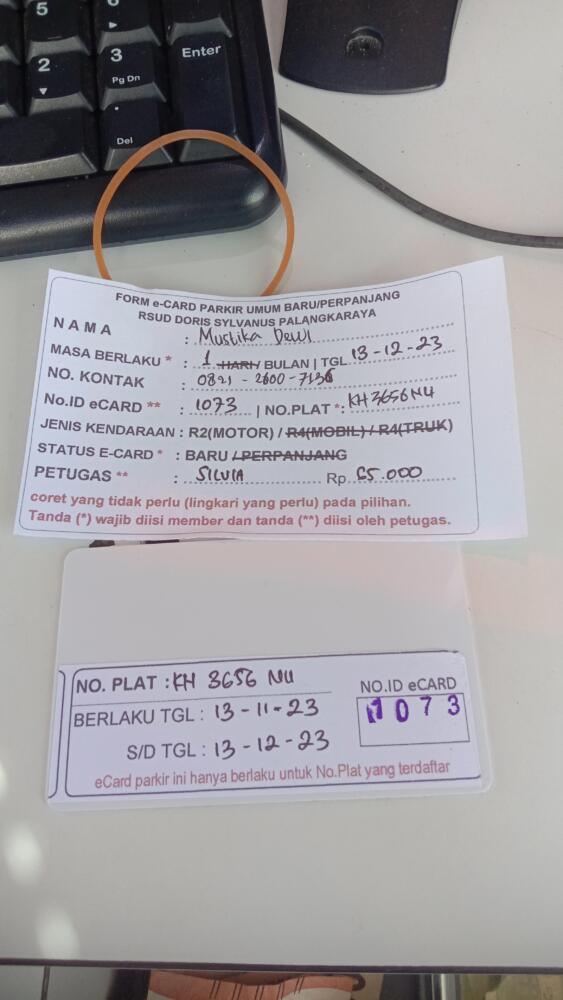 5
6
2
3
Pg Dn
Enter
.
Del
FORM e-CARD PARKIR UMUM BARU/PERPANJANG
RSUD DORIS SYLVANUS PALANGKARAYA
NAMA : Mustika Dewi
MASA BERLAKU * : 1 HARI/ BULAN | TGL 13-12-23
NO. KONTAK : 0821 - 2600 - 7136
No.ID eCARD ** : 1073 | NO.PLAT *: KH 3656 NU
JENIS KENDARAAN : R2(MOTOR) / R4(MOBIL) / R4(TRUK)
STATUS E-CARD * : BARU /PERPANJANG
PETUGAS ** : SILVIA Rp. 65.000
coret yang tidak perlu (lingkari yang perlu) pada pilihan.
Tanda (*) wajib diisi member dan tanda (**) diisi oleh petugas.
NO. PLAT : KH 3656 NU
NO.ID eCARD
BERLAKU TGL : 13-11-23
1073
S/D TGL : 13-12-23
eCard parkir ini hanya berlaku untuk No.Plat yang terdaftar